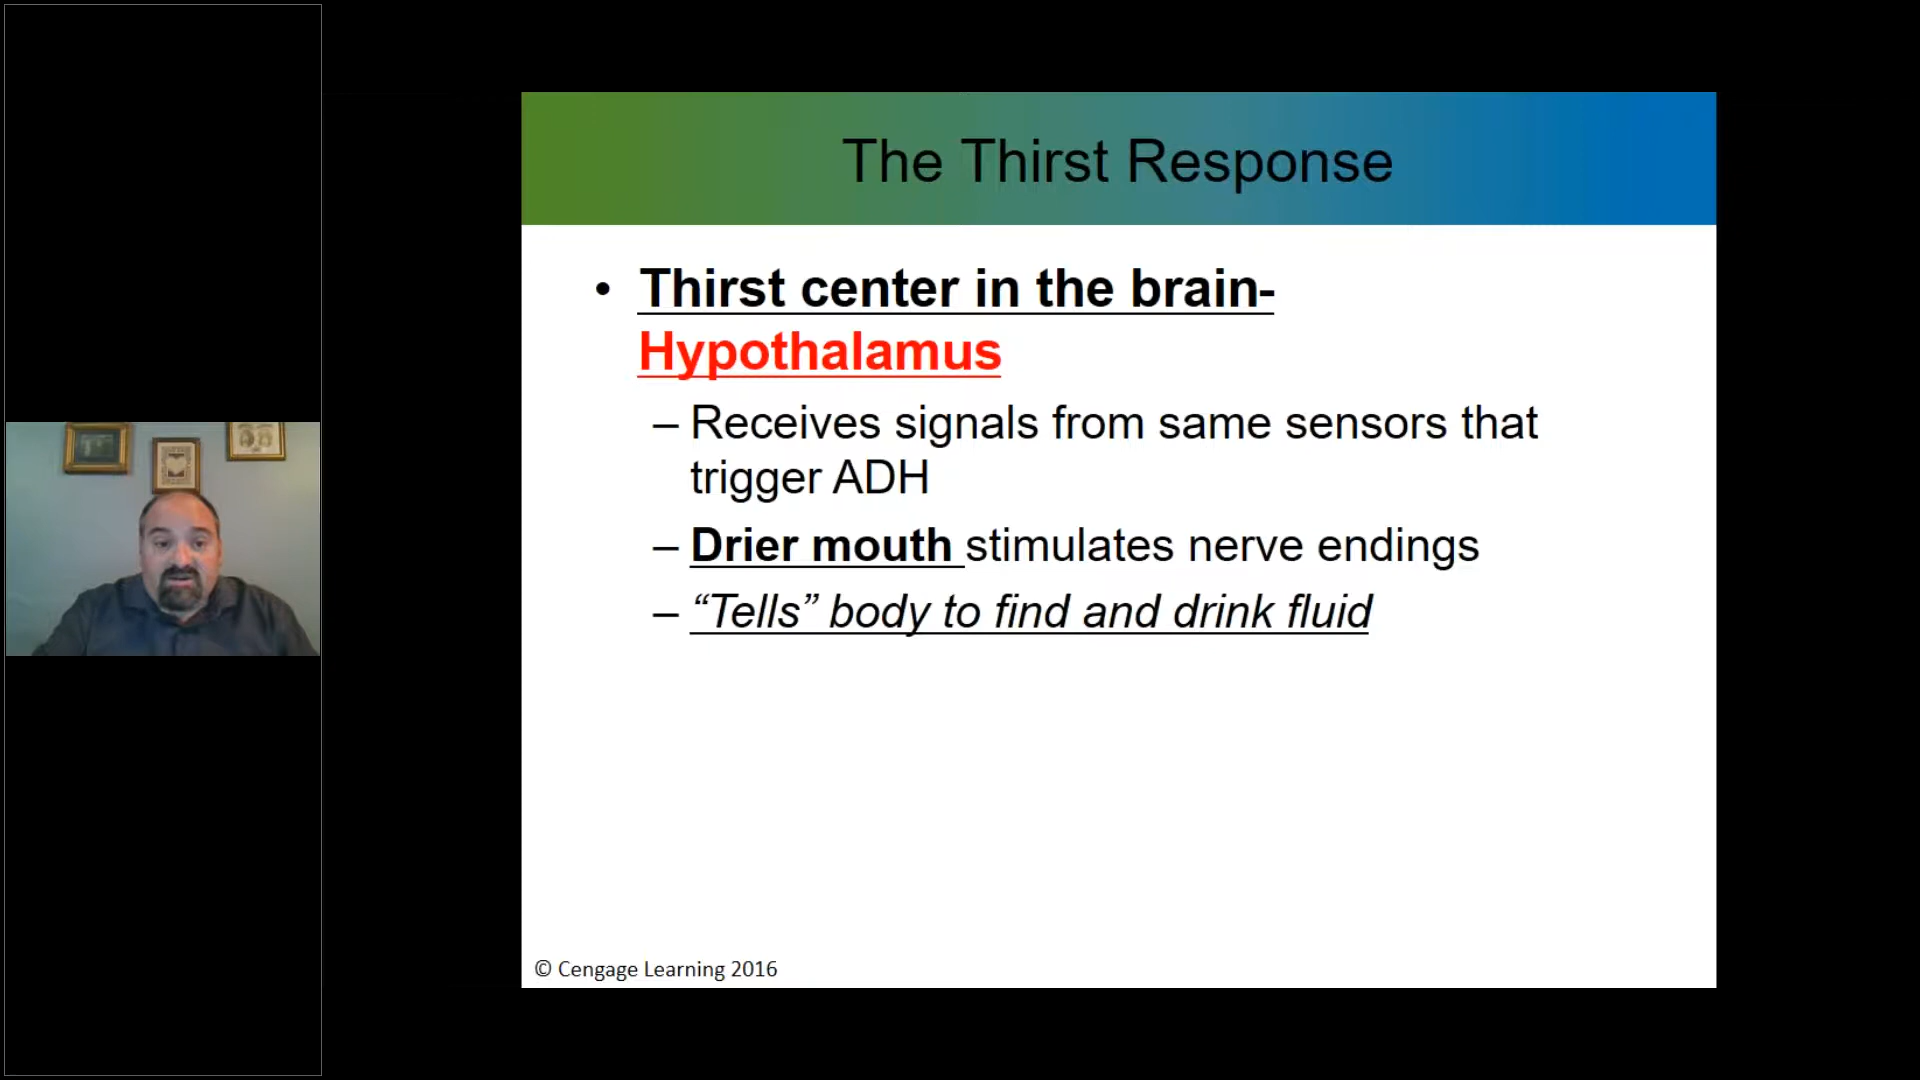 The Thirst Response
• Thirst center in the brain-
Hypothalamus
– Receives signals from same sensors that
trigger ADH
– Drier mouth stimulates nerve endings
– “Tells” body to find and drink fluid
© Cengage Learning 2016